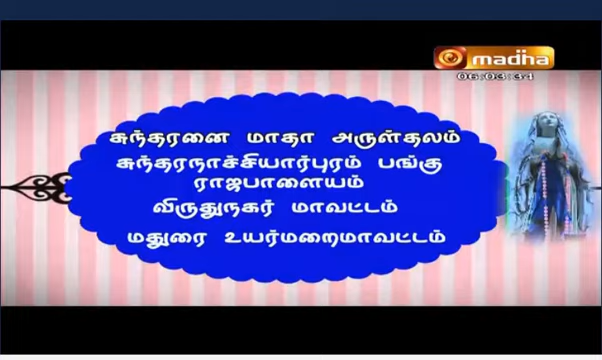 madha
06:03:34
சுந்தரனை மாதா அருள்தலம்
சுந்தரநாச்சியார்புரம் பங்கு
ராஜபாளையம்
விருதுநகர் மாவட்டம்
மதுரை உயர்மறைமாவட்டம்